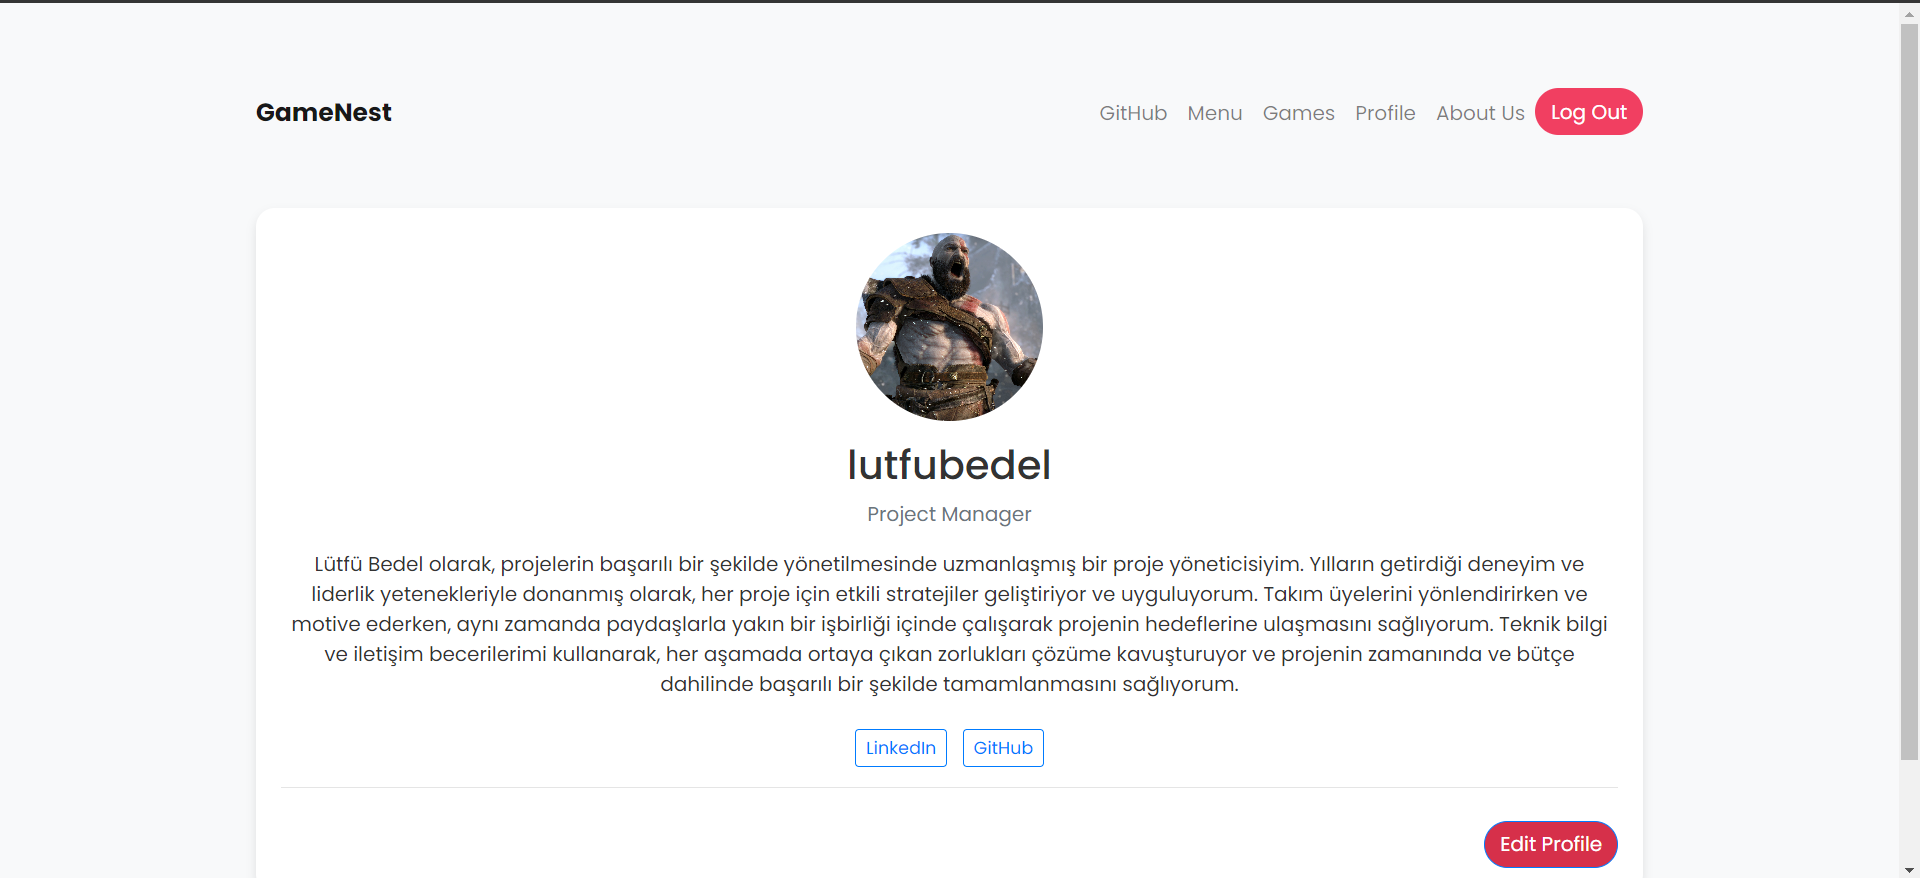 GameNest
GitHub Menu Games Profile About Us Log Out
lutfubedel
Project Manager
Lütfü Bedel olarak, projelerin başarılı bir şekilde yönetilmesinde uzmanlaşmış bir proje yöneticisiyim. Yılların getirdiği deneyim ve
liderlik yetenekleriyle donanmış olarak, her proje için etkili stratejiler geliştiriyor ve uyguluyorum. Takım üyelerini yönlendirirken ve
motive ederken, aynı zamanda paydaşlarla yakın bir işbirliği içinde çalışarak projenin hedeflerine ulaşmasını sağlıyorum. Teknik bilgi
ve iletişim becerilerimi kullanarak, her aşamada ortaya çıkan zorlukları çözüme kavuşturuyor ve projenin zamanında ve bütçe
dahilinde başarılı bir şekilde tamamlanmasını sağlıyorum.
LinkedIn GitHub
Edit Profile